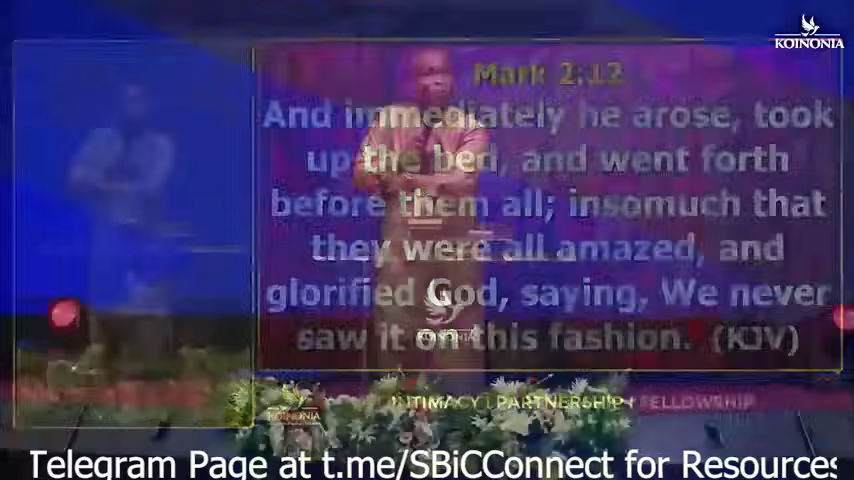 KOINONIA
Mark 2:12
And immediately he arose, took
up the bed, and went forth
before them all; insomuch that
they were all amazed, and
glorified God, saying, We never
saw it on this fashion. (KJV)
KOINONIA
INTIMACY | PARTNERSHIP | FELLOWSHIP
KOINONIA
Telegram Page at t.me/SBiCConnect for Resources